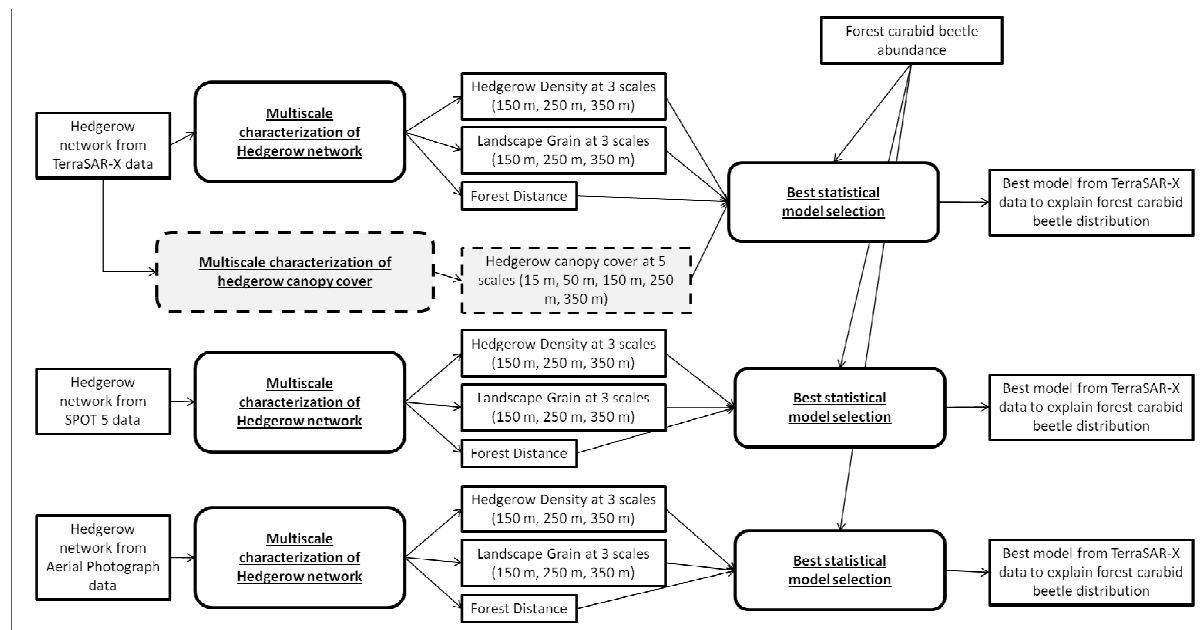 Forest carabid beetle
abundance
Hedgerow
network from
TerraSAR-X data
Multiscale
characterization of
Hedgerow network
Hedgerow Density at 3 scales
(150 m, 250 m, 350 m)
Landscape Grain at 3 scales
(150 m, 250 m, 350 m)
Forest Distance
Best statistical
model selection
Best model from TerraSAR-X
data to explain forest carabid
beetle distribution
Multiscale characterization of
hedgerow canopy cover
Hedgerow canopy cover at 5
scales (15 m, 50 m, 150 m, 250
m, 350 m)
Hedgerow
network from
SPOT 5 data
Multiscale
characterization of
Hedgerow network
Hedgerow Density at 3 scales
(150 m, 250 m, 350 m)
Landscape Grain at 3 scales
(150 m, 250 m, 350 m)
Forest Distance
Best statistical
model selection
Best model from TerraSAR-X
data to explain forest carabid
beetle distribution
Hedgerow
network from
Aerial Photograph
data
Multiscale
characterization of
Hedgerow network
Hedgerow Density at 3 scales
(150 m, 250 m, 350 m)
Landscape Grain at 3 scales
(150 m, 250 m, 350 m)
Forest Distance
Best statistical
model selection
Best model from TerraSAR-X
data to explain forest carabid
beetle distribution